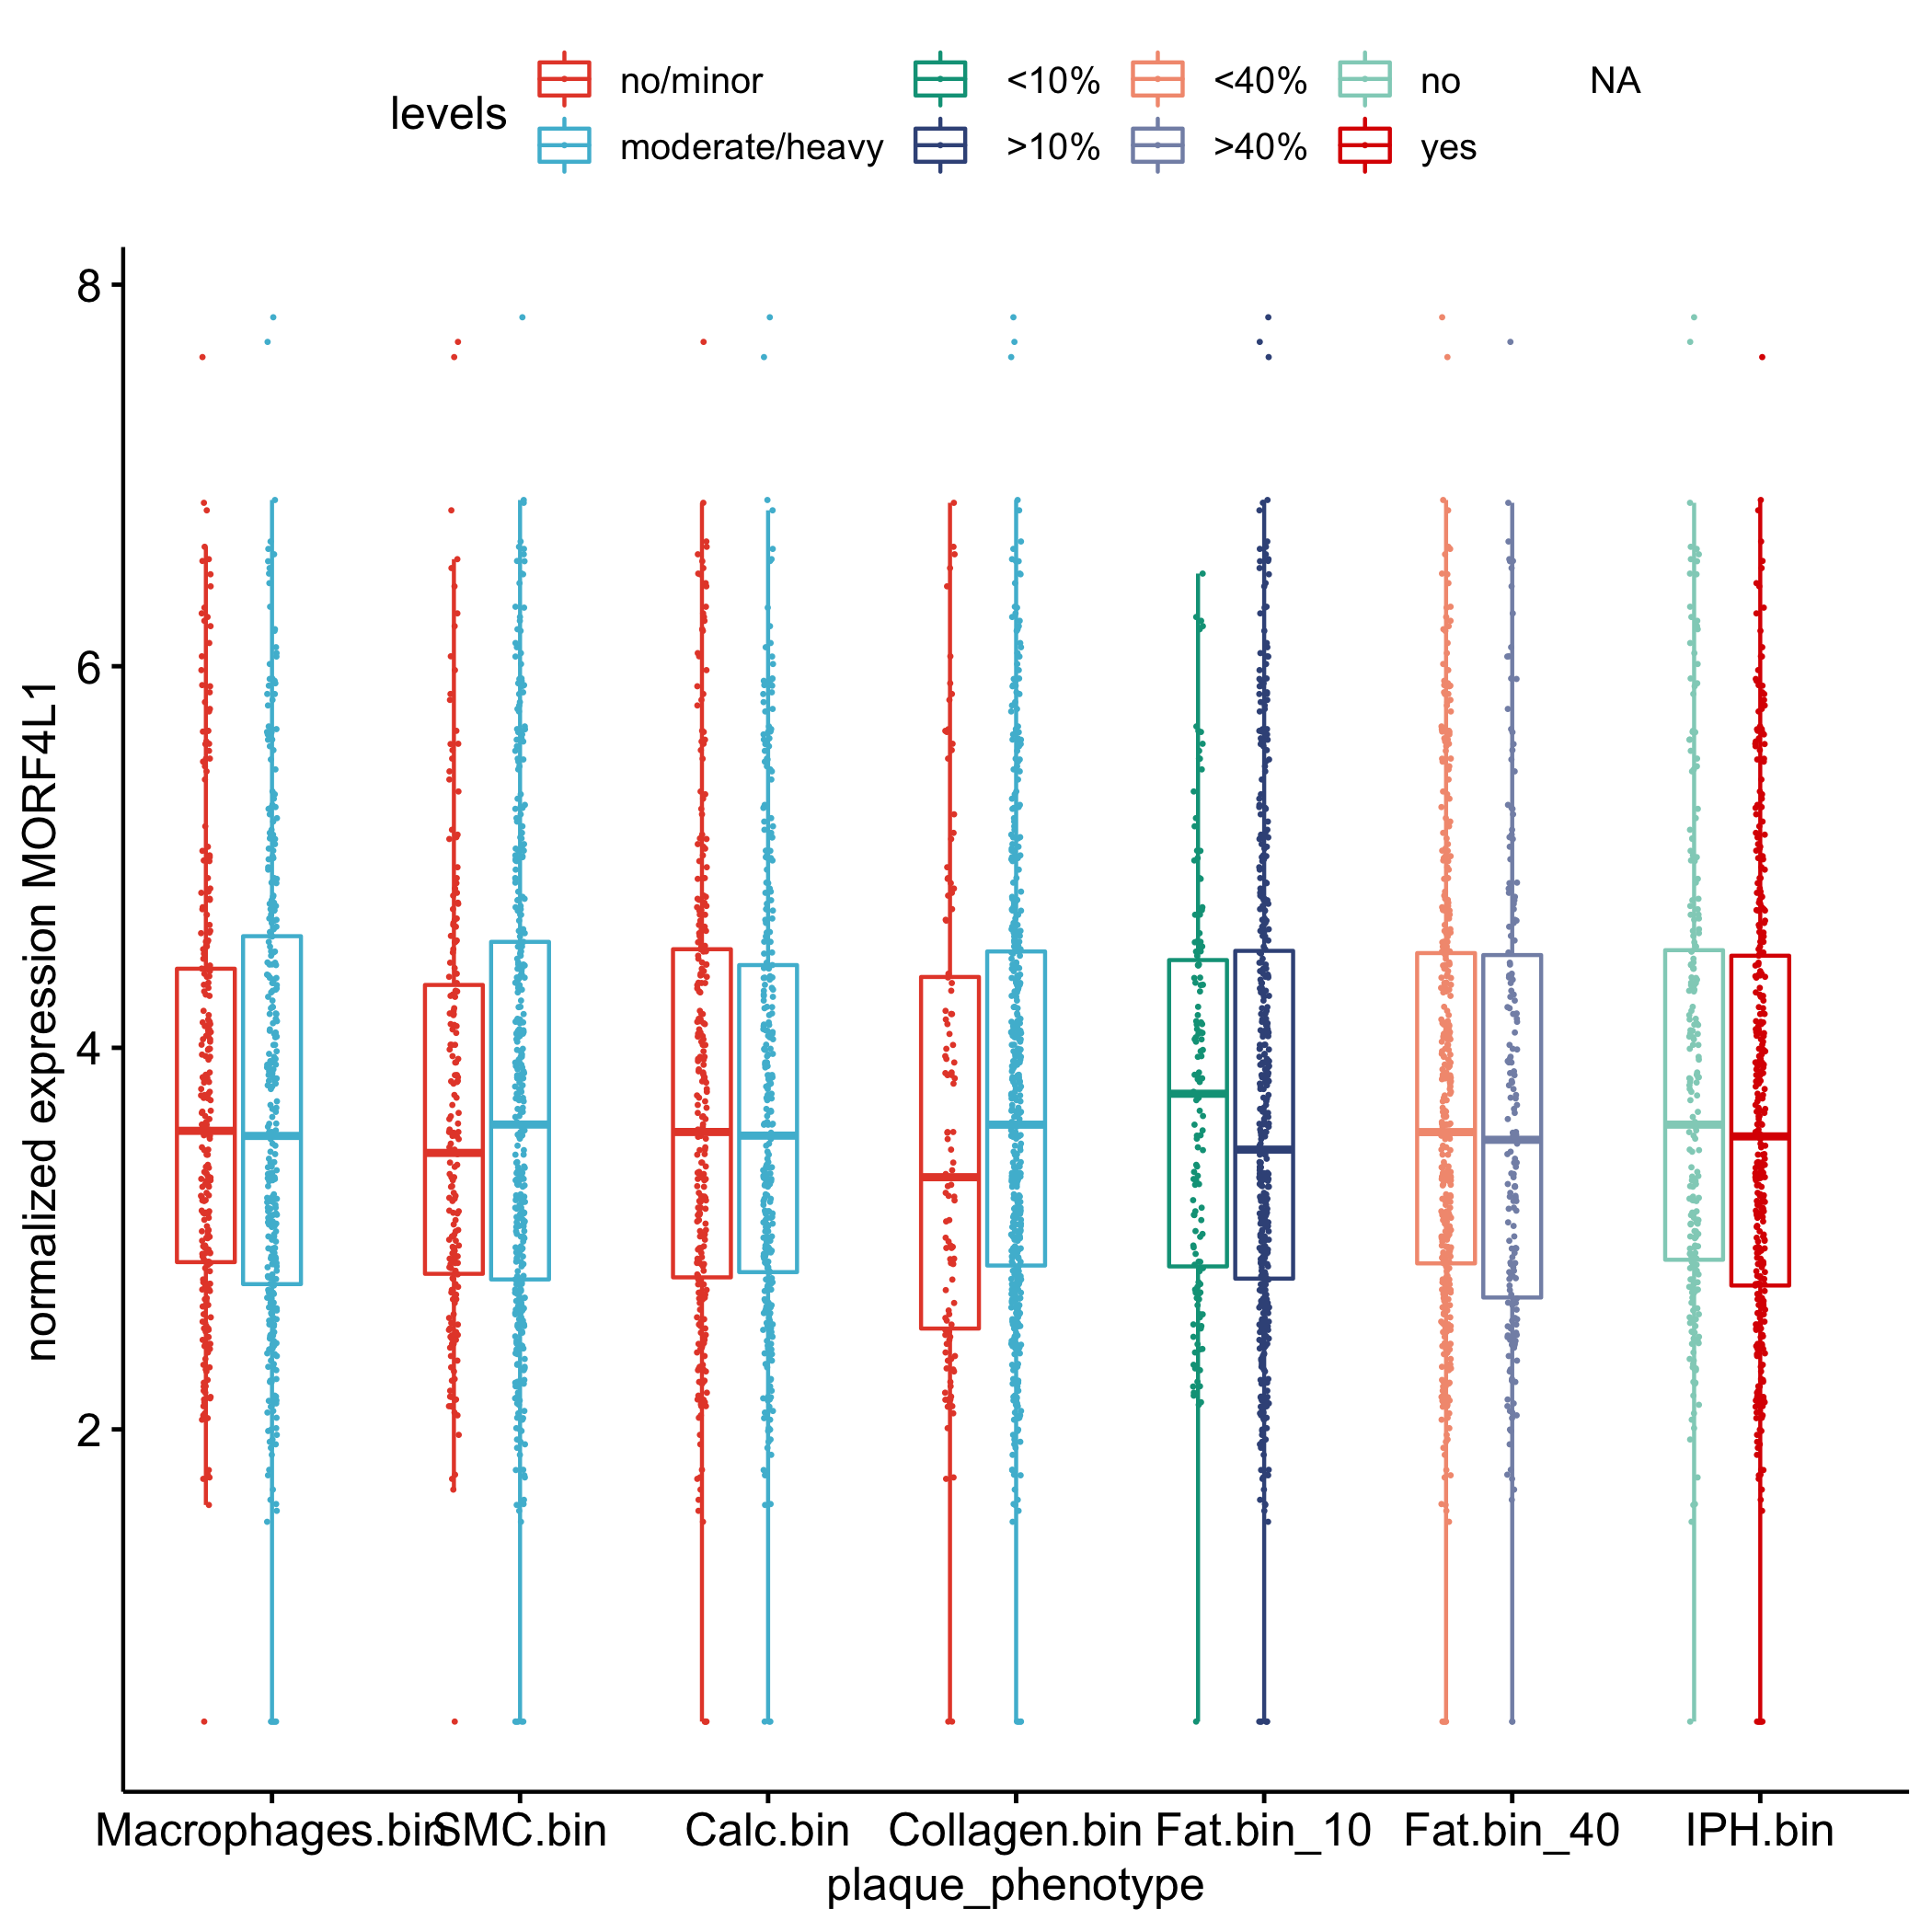 levels
no/minor <10% <40% no NA
moderate/heavy >10% >40% yes
normalized expression MORF4L1
8
6
4
2
Macrophages.bin SMC.bin Calc.bin Collagen.bin Fat.bin_10 Fat.bin_40 IPH.bin
plaque_phenotype